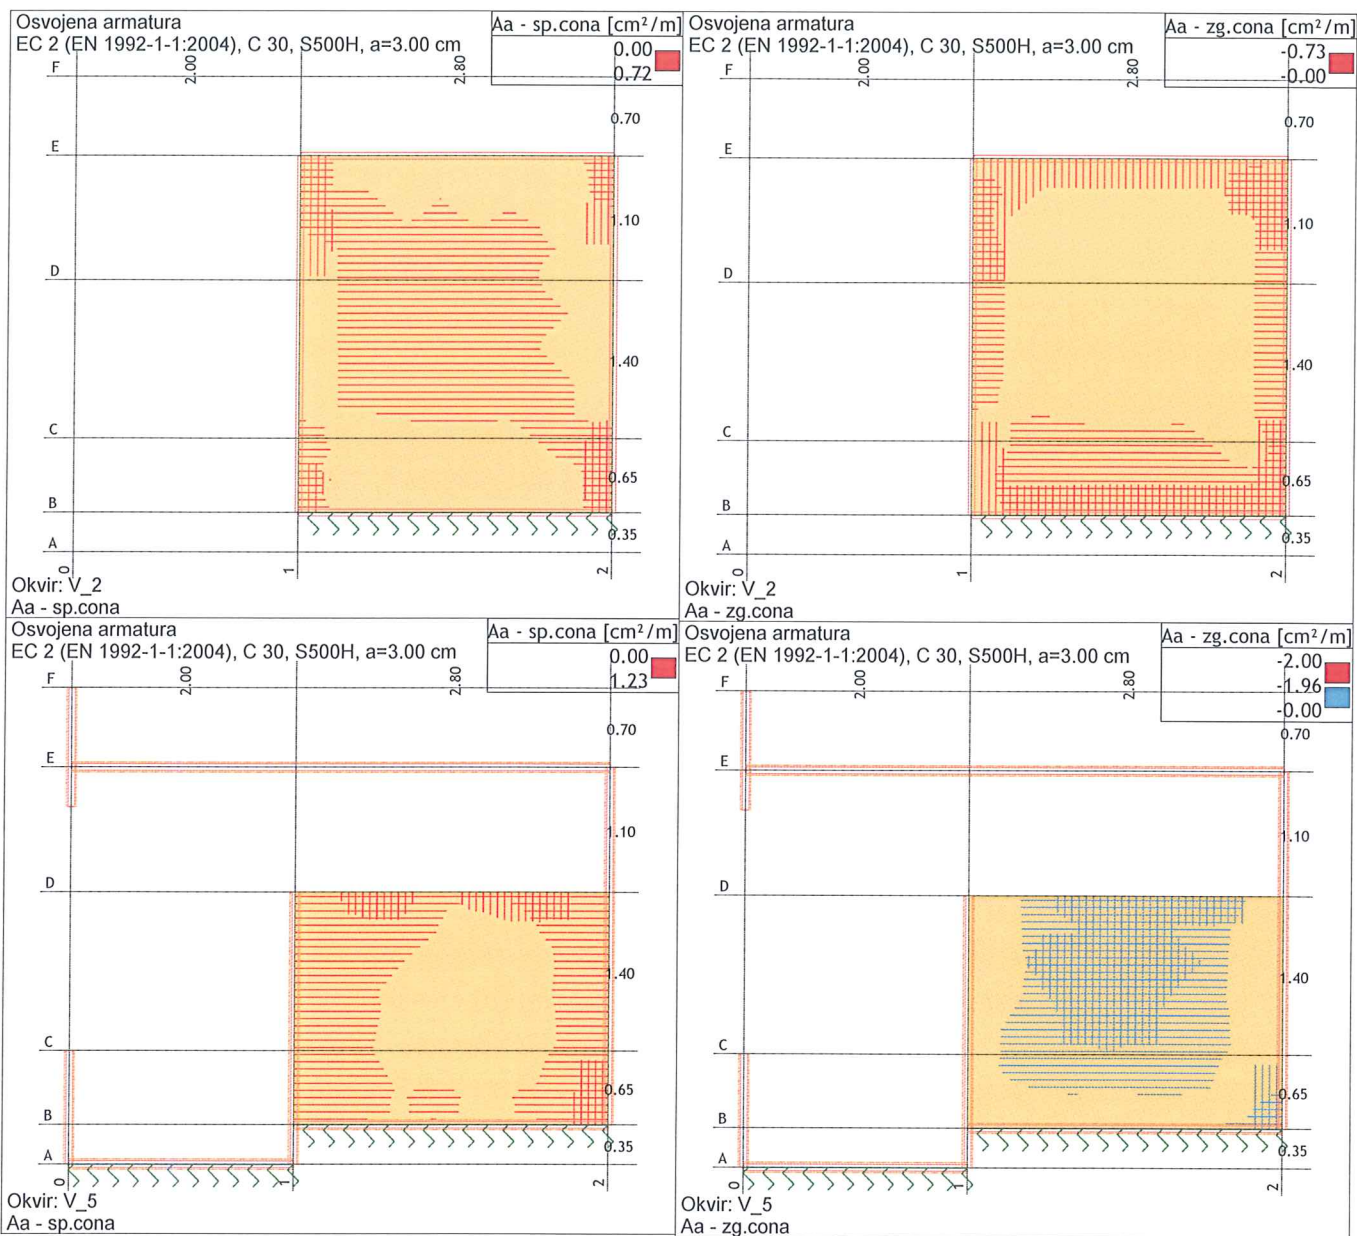 Osvojena armatura
EC 2 (EN 1992-1-1:2004), C 30, S500H, a=3.00 cm
Aa - sp.cona [cm²/m]
0.00
0.72
2.00
2.80
F
0.70
E
1.10
D
1.40
C
0.65
B
0.35
A
0
1
2
Okvir: V_2
Aa - sp.cona
Osvojena armatura
EC 2 (EN 1992-1-1:2004), C 30, S500H, a=3.00 cm
Aa - zg.cona [cm²/m]
-0.73
-0.00
2.00
2.80
F
0.70
E
1.10
D
1.40
C
0.65
B
0.35
A
0
1
2
Okvir: V_2
Aa - zg.cona
Osvojena armatura
EC 2 (EN 1992-1-1:2004), C 30, S500H, a=3.00 cm
Aa - sp.cona [cm²/m]
0.00
1.23
2.00
2.80
F
0.70
E
1.10
D
1.40
C
0.65
B
0.35
A
0
1
2
Okvir: V_5
Aa - sp.cona
Osvojena armatura
EC 2 (EN 1992-1-1:2004), C 30, S500H, a=3.00 cm
Aa - zg.cona [cm²/m]
-2.00
-1.96
-0.00
2.00
2.80
F
0.70
E
1.10
D
1.40
C
0.65
B
0.35
A
0
1
2
Okvir: V_5
Aa - zg.cona